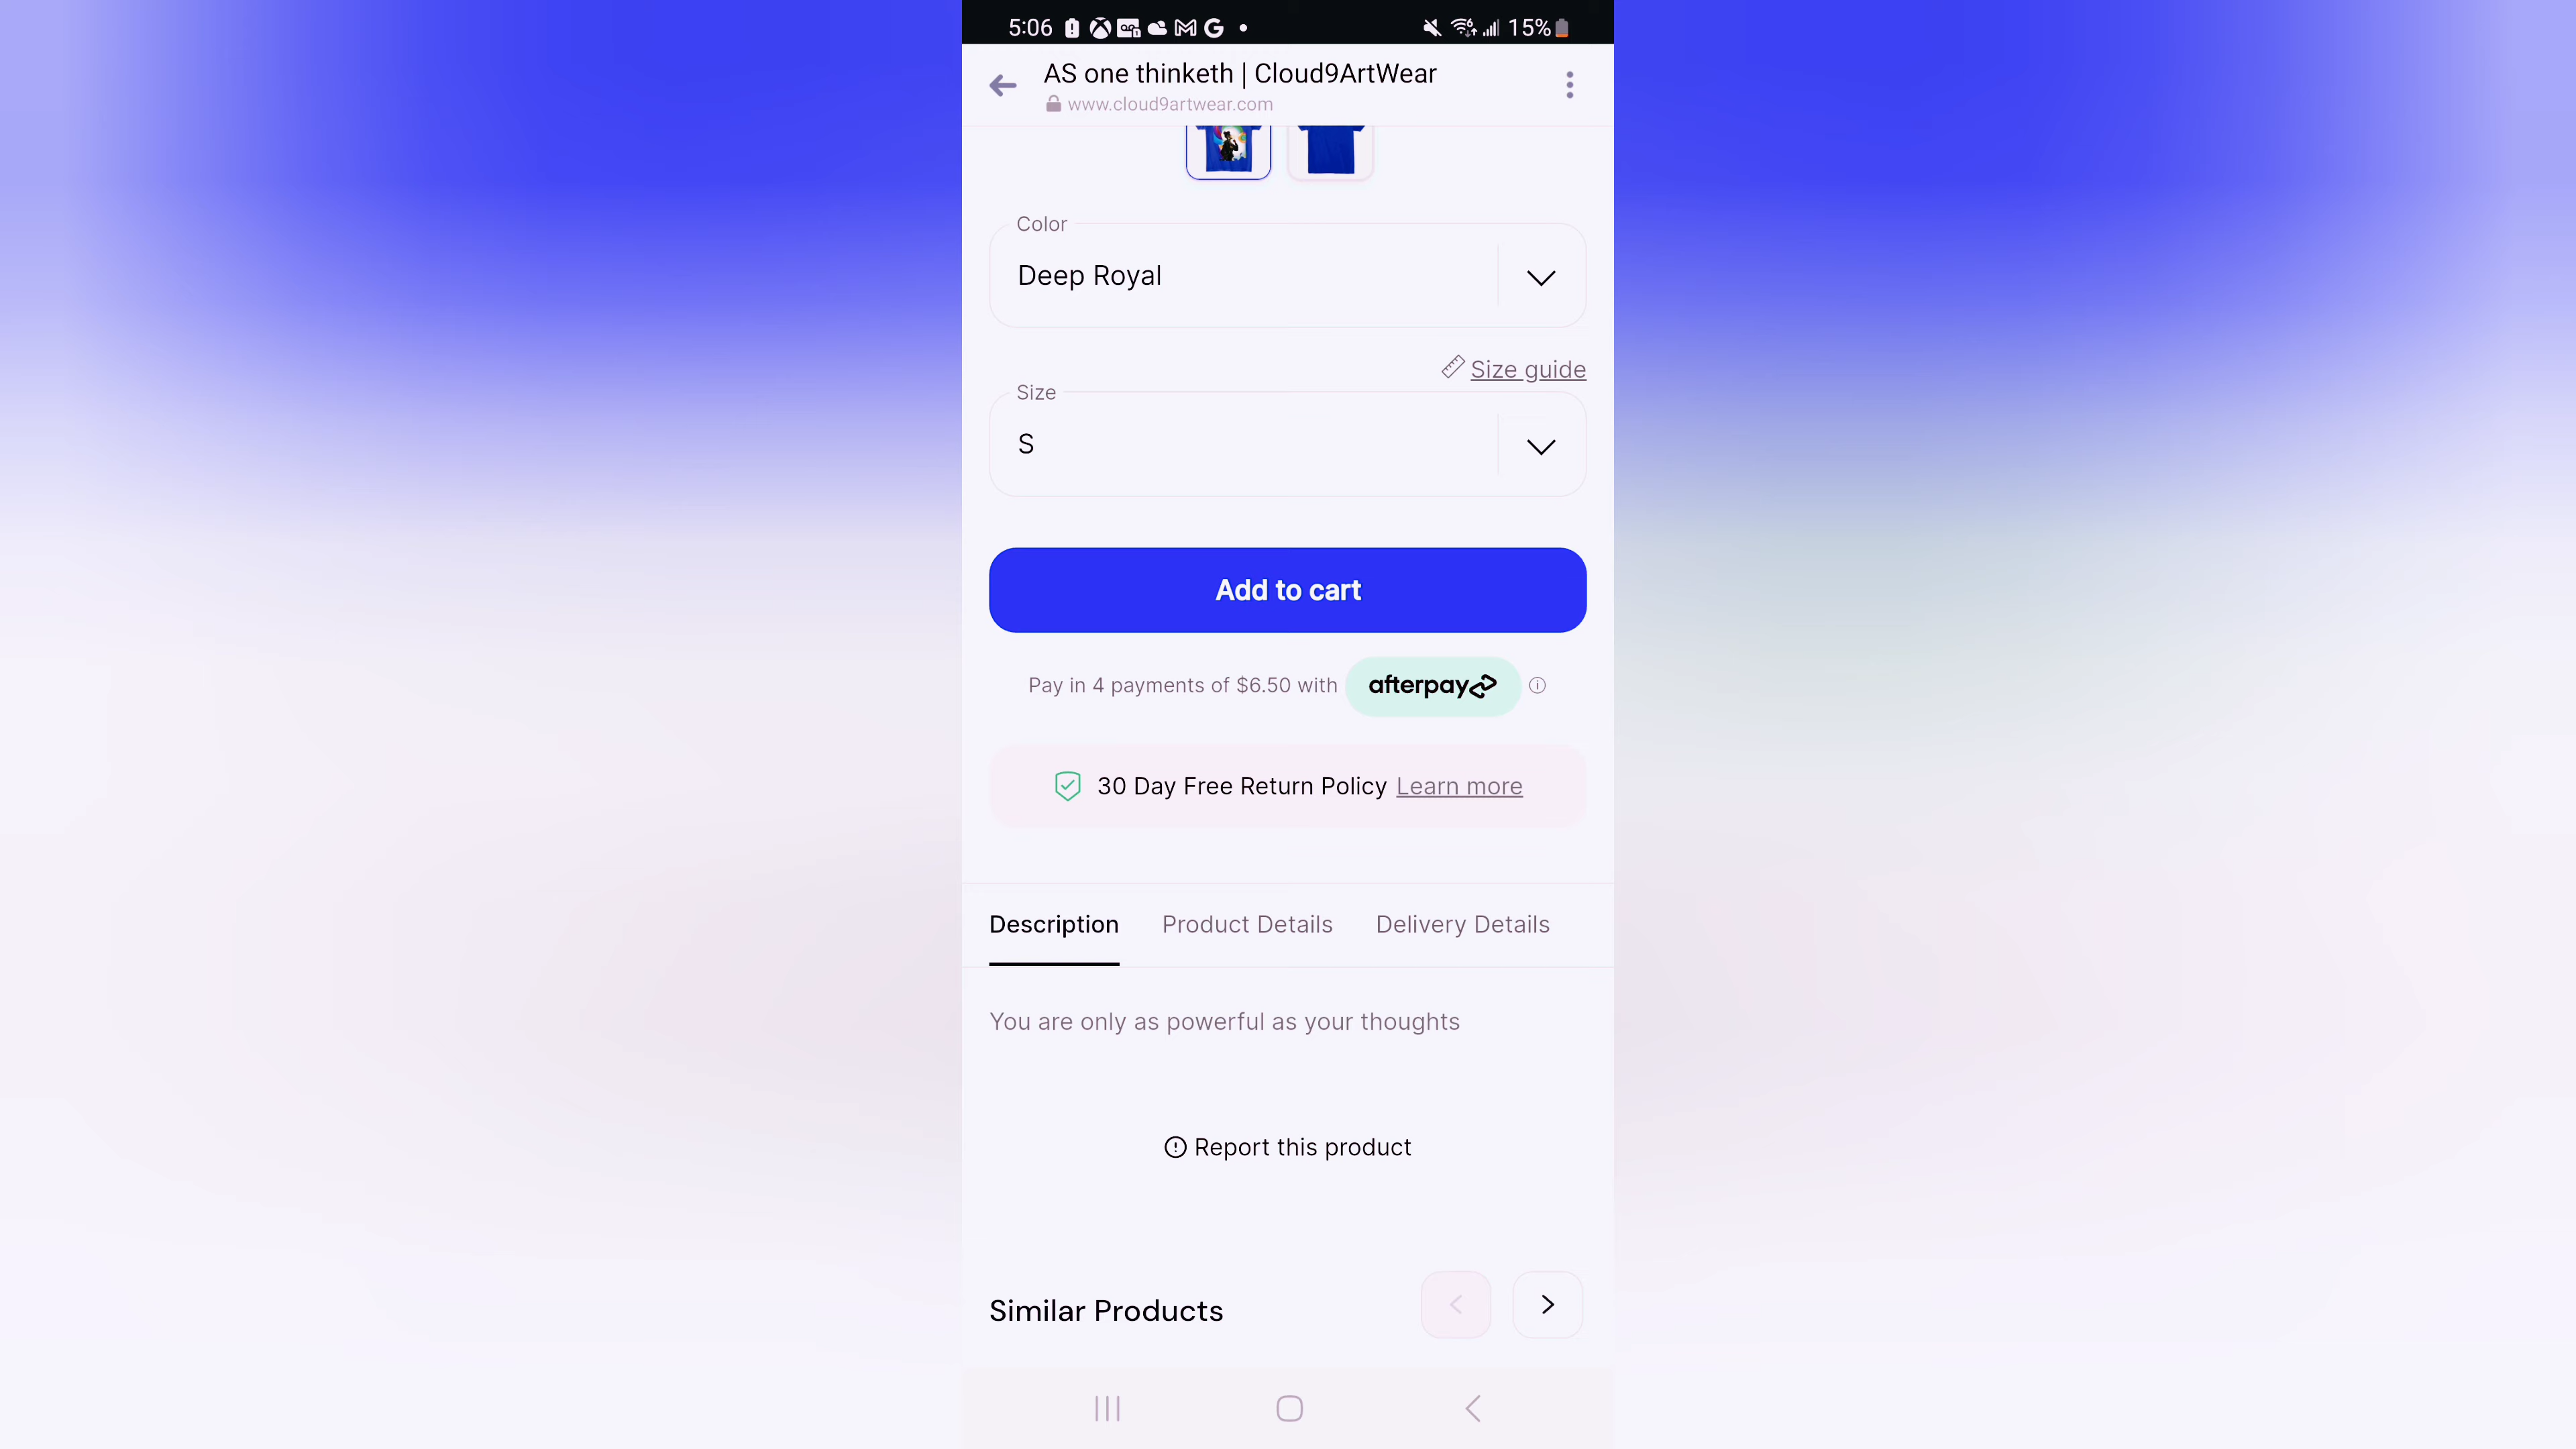 5:06
15%
AS one thinketh | Cloud9ArtWear
www.cloud9artwear.com
Color
Deep Royal
Size guide
Size
S
Add to cart
Pay in 4 payments of $6.50 with afterpay
30 Day Free Return Policy Learn more
Description Product Details Delivery Details
You are only as powerful as your thoughts
Report this product
Similar Products